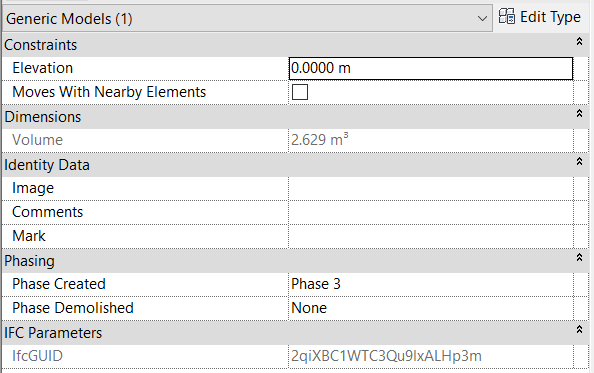 Generic Models (1) Edit Type
Constraints
Elevation 0.0000 m
Moves With Nearby Elements
Dimensions
Volume 2.629 m³
Identity Data
Image
Comments
Mark
Phasing
Phase Created Phase 3
Phase Demolished None
IFC Parameters
IfcGUID 2qiXBC1WTC3Qu9lxALHp3m